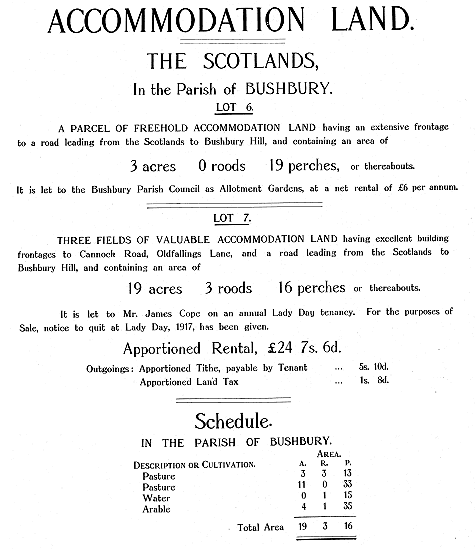 ACCOMMODATION LAND.
THE SCOTLANDS,
In the Parish of BUSHBURY.
LOT 6.
A PARCEL OF FREEHOLD ACCOMMODATION LAND having an extensive frontage
to a road leading from the Scotlands to Bushbury Hill, and containing an area of
3 acres 0 roods 19 perches, or thereabouts.
It is let to the Bushbury Parish Council as Allotment Gardens, at a net rental of £6 per annum.
LOT 7.
THREE FIELDS OF VALUABLE ACCOMMODATION LAND having excellent building
frontages to Cannock Road, Oldfallings Lane, and a road leading from the Scotlands to
Bushbury Hill, and containing an area of
19 acres 3 roods 16 perches or thereabouts.
It is let to Mr. James Cope on an annual Lady Day tenancy. For the purposes of
Sale, notice to quit at Lady Day, 1917, has been given.
Apportioned Rental, £24 7s. 6d.
Outgoings: Apportioned Tithe, payable by Tenant ... 5s. 10d.
Apportioned Land Tax ... 1s. 8d.
Schedule.
IN THE PARISH OF BUSHBURY.
AREA.
DESCRIPTION OR CULTIVATION. A. R. P.
Pasture 3 3 13
Pasture 11 0 33
Water 0 1 15
Arable 4 1 35
Total Area 19 3 16